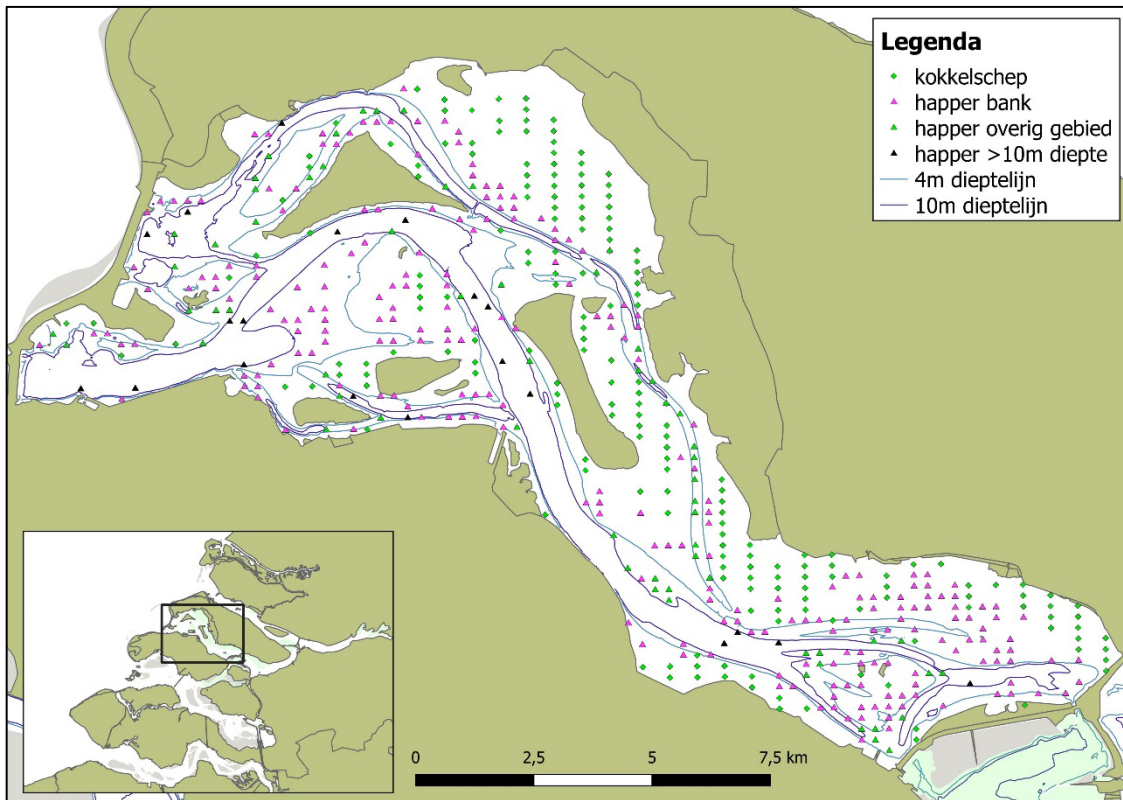 Legenda
kokkelschep
happer bank
happer overig gebied
happer >10m diepte
4m dieptelijn
10m dieptelijn
0 2,5 5 7,5 km